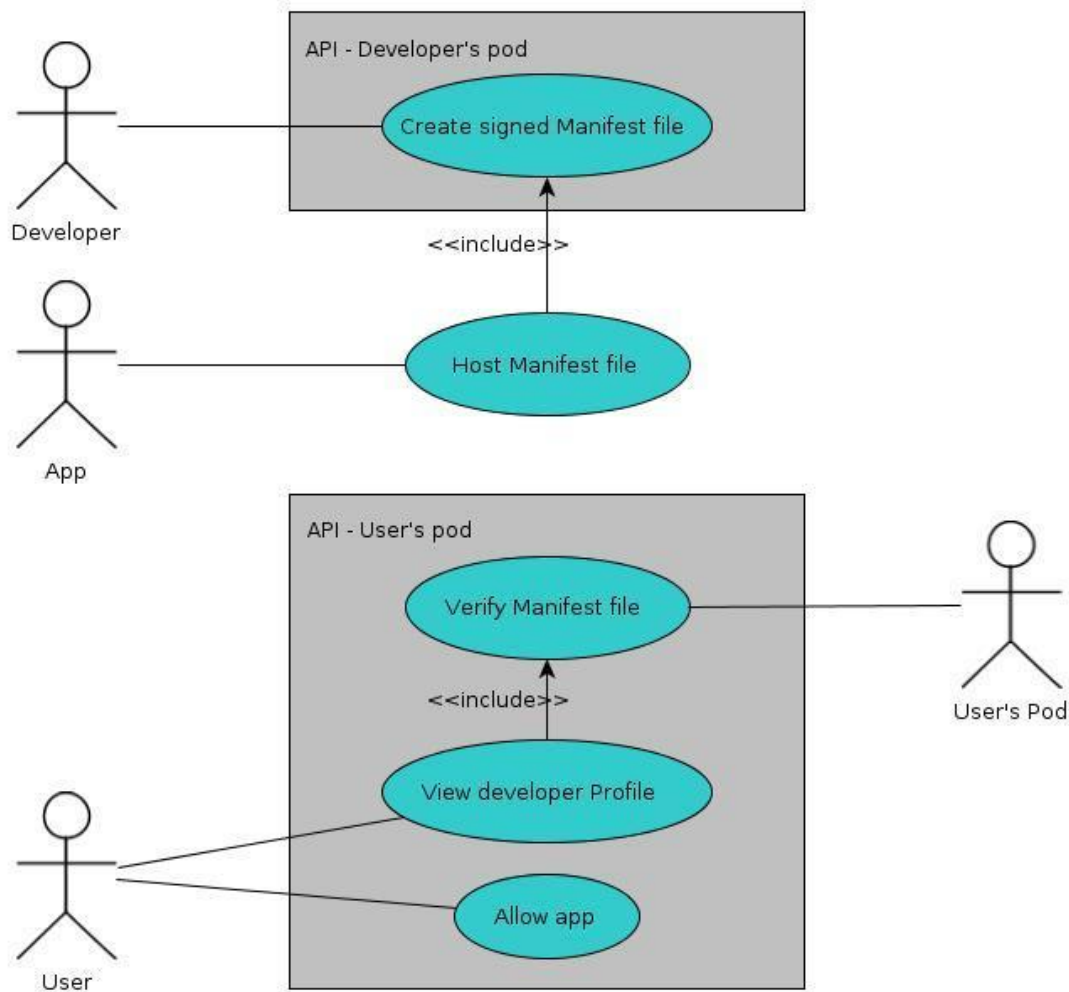 API - Developer's pod
Create signed Manifest file
Developer
<<include>>
Host Manifest file
App
API - User's pod
Verify Manifest file
<<include>>
User's Pod
View developer Profile
Allow app
User